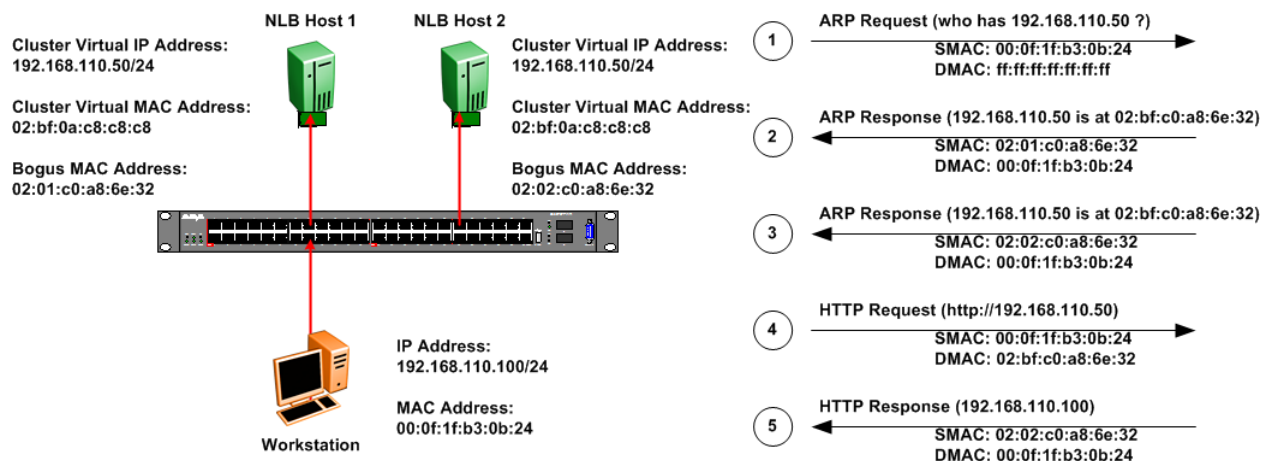 NLB Host 1
Cluster Virtual IP Address:
192.168.110.50/24
Cluster Virtual MAC Address:
02:bf:0a:c8:c8:c8
Bogus MAC Address:
02:01:c0:a8:6e:32
NLB Host 2
Cluster Virtual IP Address:
192.168.110.50/24
Cluster Virtual MAC Address:
02:bf:0a:c8:c8:c8
Bogus MAC Address:
02:02:c0:a8:6e:32
IP Address:
192.168.110.100/24
MAC Address:
00:0f:1f:b3:0b:24
Workstation
1
ARP Request (who has 192.168.110.50 ?)
SMAC: 00:0f:1f:b3:0b:24
DMAC: ff:ff:ff:ff:ff:ff:ff
2
ARP Response (192.168.110.50 is at 02:bf:c0:a8:6e:32)
SMAC: 02:01:c0:a8:6e:32
DMAC: 00:0f:1f:b3:0b:24
3
ARP Response (192.168.110.50 is at 02:bf:c0:a8:6e:32)
SMAC: 02:02:c0:a8:6e:32
DMAC: 00:0f:1f:b3:0b:24
4
HTTP Request (http://192.168.110.50)
SMAC: 00:0f:1f:b3:0b:24
DMAC: 02:bf:c0:a8:6e:32
5
HTTP Response (192.168.110.100)
SMAC: 02:02:c0:a8:6e:32
DMAC: 00:0f:1f:b3:0b:24